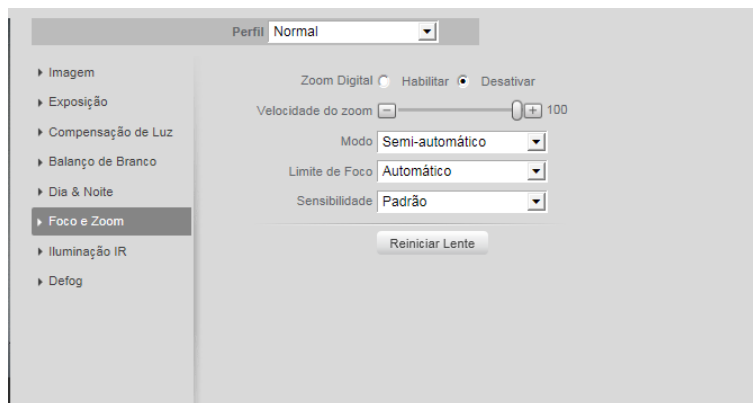 Perfil Normal
Imagem
Exposição
Compensação de Luz
Balanço de Branco
Dia & Noite
Foco e Zoom
Iluminação IR
Defog
Zoom Digital Habilitar Desativar
Velocidade do zoom 100
Modo Semi-automático
Limite de Foco Automático
Sensibilidade Padrão
Reiniciar Lente